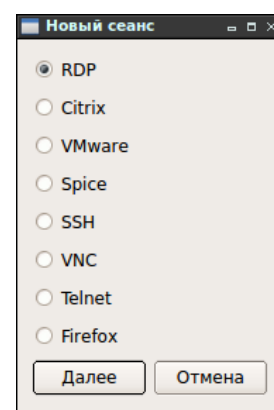 Новый сеанс
RDP
Citrix
VMware
Spice
SSH
VNC
Telnet
Firefox
Далее Отмена